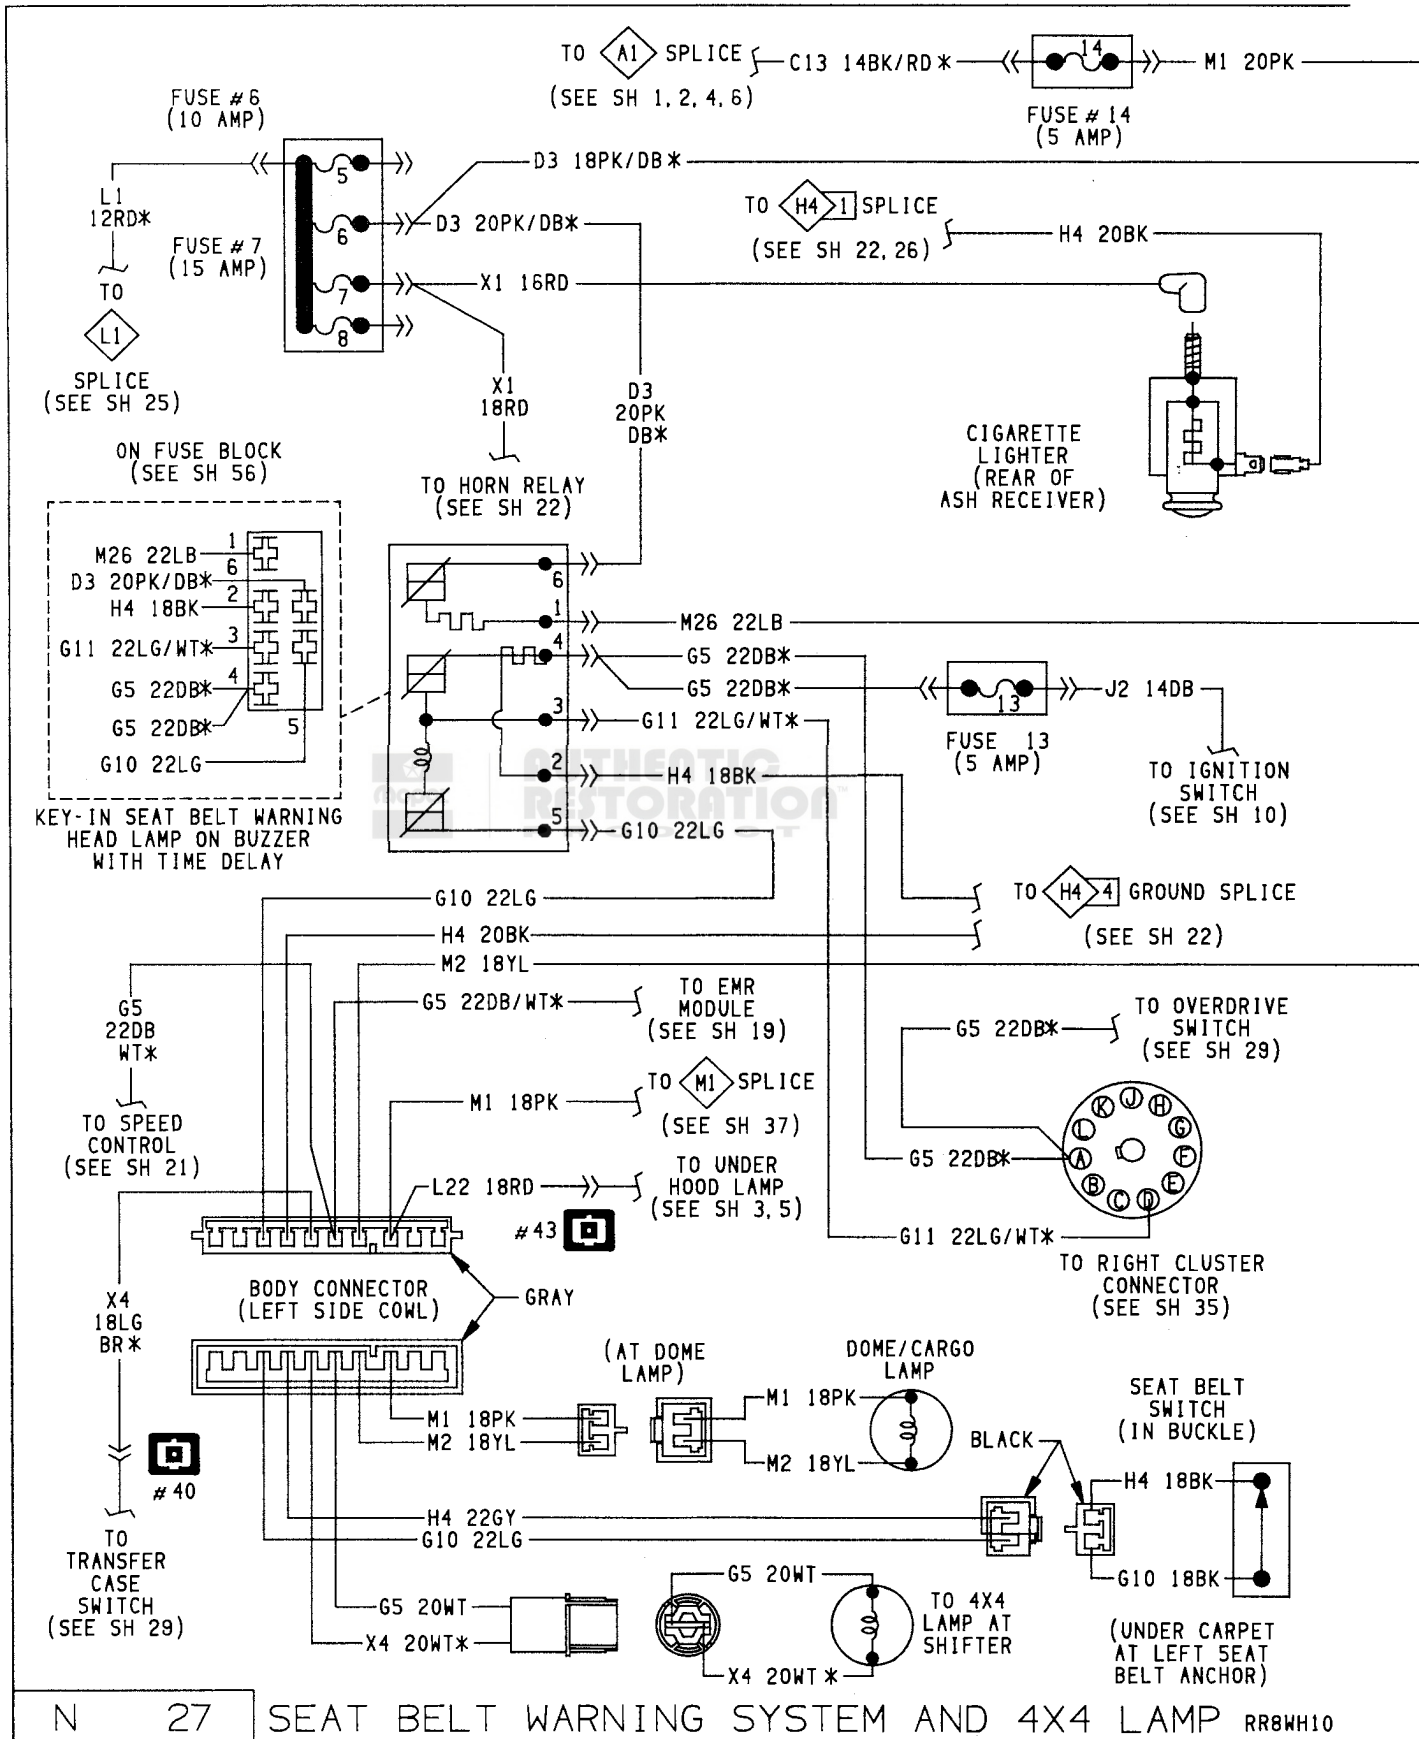 TO A1 SPLICE
(SEE SH 1, 2, 4, 6)
C13 14BK/RD*
14
M1 20PK
FUSE # 14
(5 AMP)
FUSE # 6
(10 AMP)
5
6
7
8
L1
12RD*
TO
L1
SPLICE
(SEE SH 25)
FUSE # 7
(15 AMP)
D3 18PK/DB*
D3 20PK/DB*
X1 16RD
TO H4 1 SPLICE
(SEE SH 22, 26)
H4 20BK
X1
18RD
TO HORN RELAY
(SEE SH 22)
D3
20PK
DB*
CIGARETTE
LIGHTER
(REAR OF
ASH RECEIVER)
ON FUSE BLOCK
(SEE SH 56)
M26 22LB
1
6
D3 20PK/DB*
H4 18BK
2
G11 22LG/WT*
3
G5 22DB*
4
G5 22DB*
5
G10 22LG
KEY-IN SEAT BELT WARNING
HEAD LAMP ON BUZZER
WITH TIME DELAY
6
1
M26 22LB
4
G5 22DB*
G5 22DB*
13
J2 14DB
FUSE 13
(5 AMP)
TO IGNITION
SWITCH
(SEE SH 10)
3
G11 22LG/WT*
2
H4 18BK
5
G10 22LG
Mopar
AUTHENTIC
RESTORATION™
PRODUCT
TO H4 4 GROUND SPLICE
(SEE SH 22)
G10 22LG
H4 20BK
M2 18YL
G5 22DB/WT*
TO EMR
MODULE
(SEE SH 19)
G5
22DB
WT*
TO SPEED
CONTROL
(SEE SH 21)
M1 18PK
TO M1 SPLICE
(SEE SH 37)
L22 18RD
TO UNDER
HOOD LAMP
(SEE SH 3, 5)
# 43
G5 22DB*
TO OVERDRIVE
SWITCH
(SEE SH 29)
G5 22DB*
G11 22LG/WT*
J
H
G
F
E
D
C
B
A
L
K
TO RIGHT CLUSTER
CONNECTOR
(SEE SH 35)
BODY CONNECTOR
(LEFT SIDE COWL)
GRAY
X4
18LG
BR*
# 40
TO
TRANSFER
CASE
SWITCH
(SEE SH 29)
M1 18PK
M2 18YL
(AT DOME
LAMP)
DOME/CARGO
LAMP
M1 18PK
M2 18YL
H4 22GY
G10 22LG
BLACK
SEAT BELT
SWITCH
(IN BUCKLE)
H4 18BK
G10 18BK
(UNDER CARPET
AT LEFT SEAT
BELT ANCHOR)
G5 20WT
X4 20WT*
G5 20WT
X4 20WT*
TO 4X4
LAMP AT
SHIFTER
N 27 SEAT BELT WARNING SYSTEM AND 4X4 LAMP RR8WH10